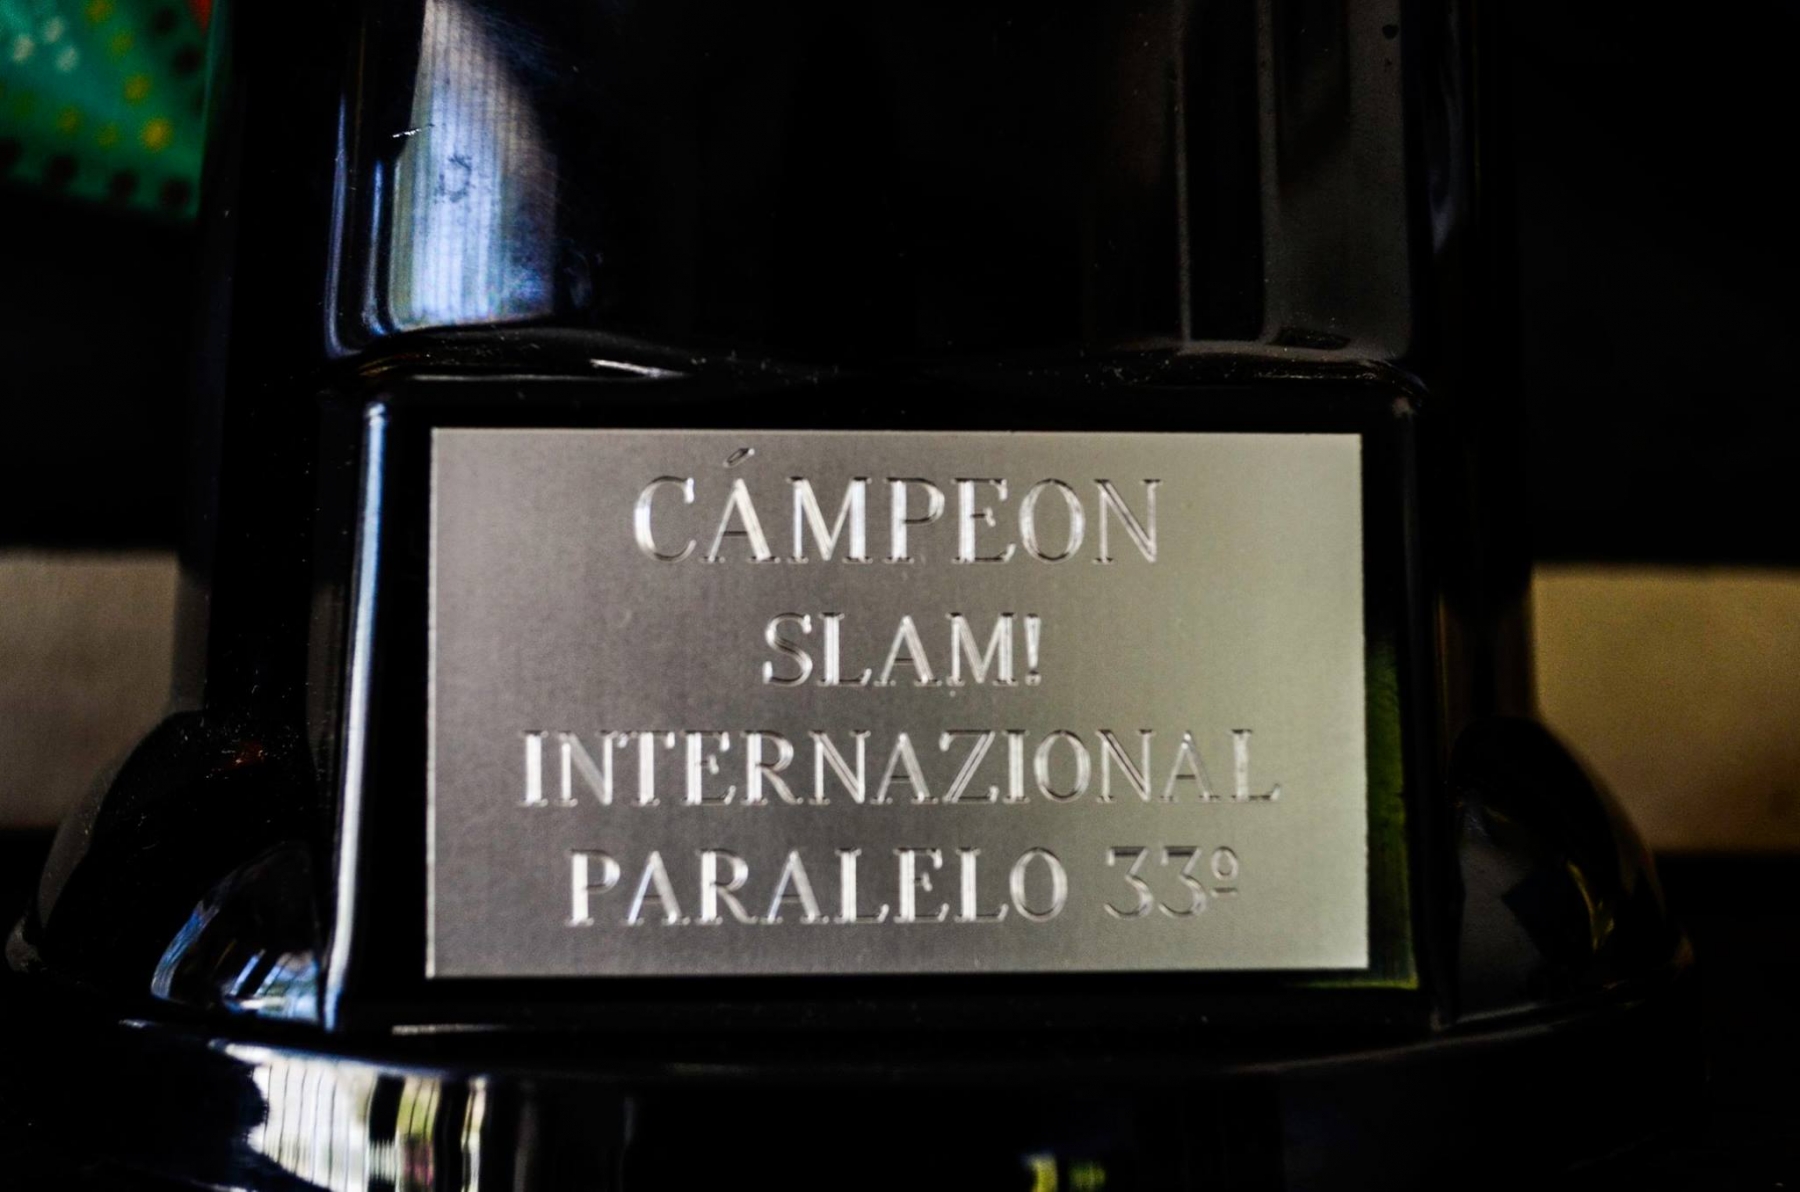 CÁMPEON
SLAM!
INTERNAZIONAL
PARALELO 33º